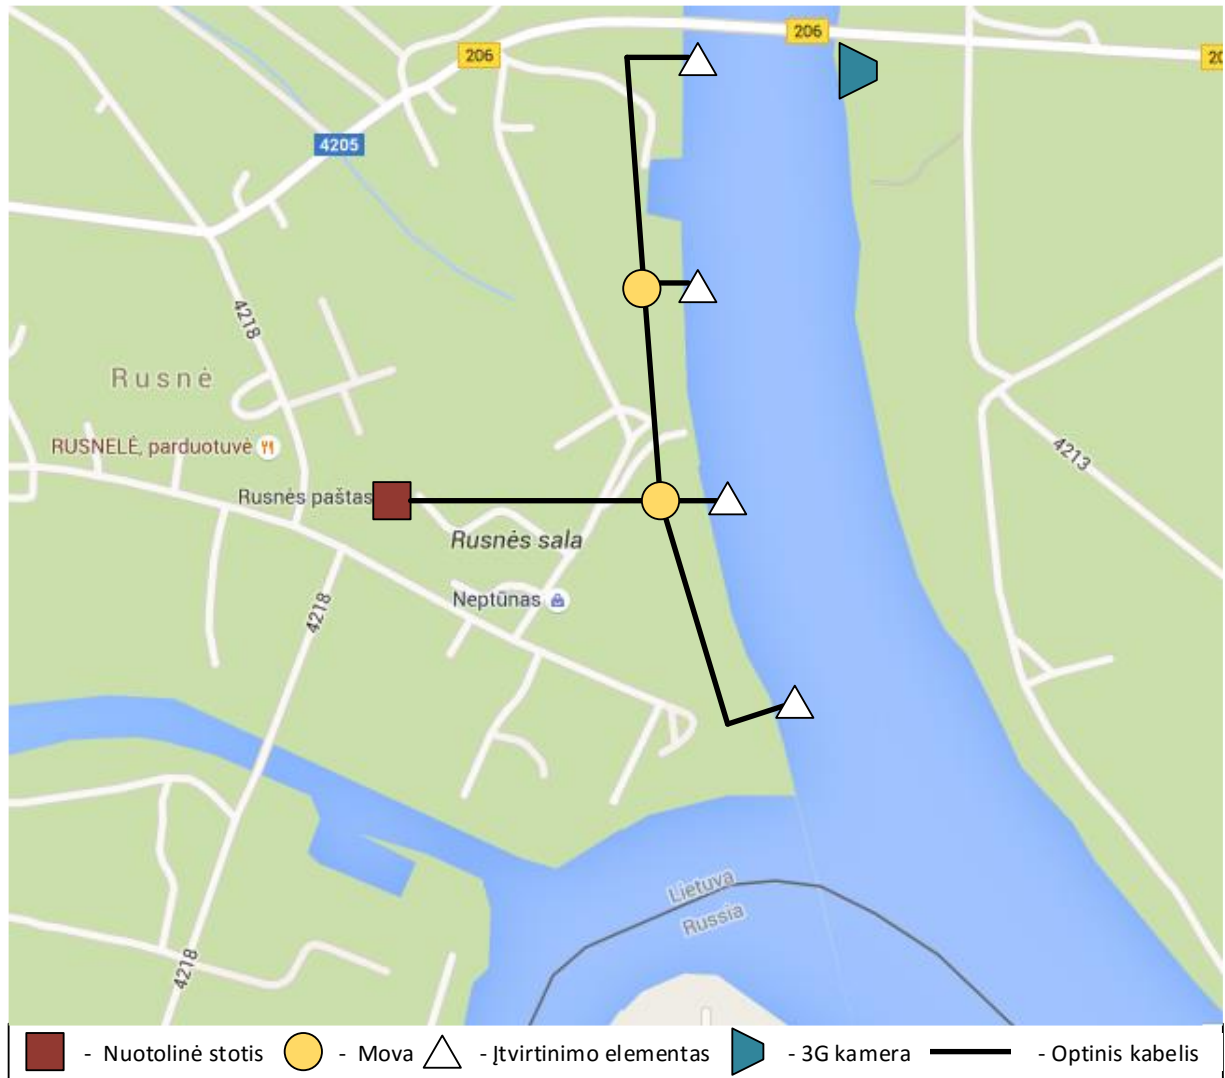 206
206
20
4205
4218
Rusnė
RUSNELĖ, parduotuvė
4213
Rusnės paštas
Rusnės sala
Neptūnas
4218
Lietuva
Russia
4218
- Nuotolinė stotis - Mova - Įtvirtinimo elementas - 3G kamera - Optinis kabelis